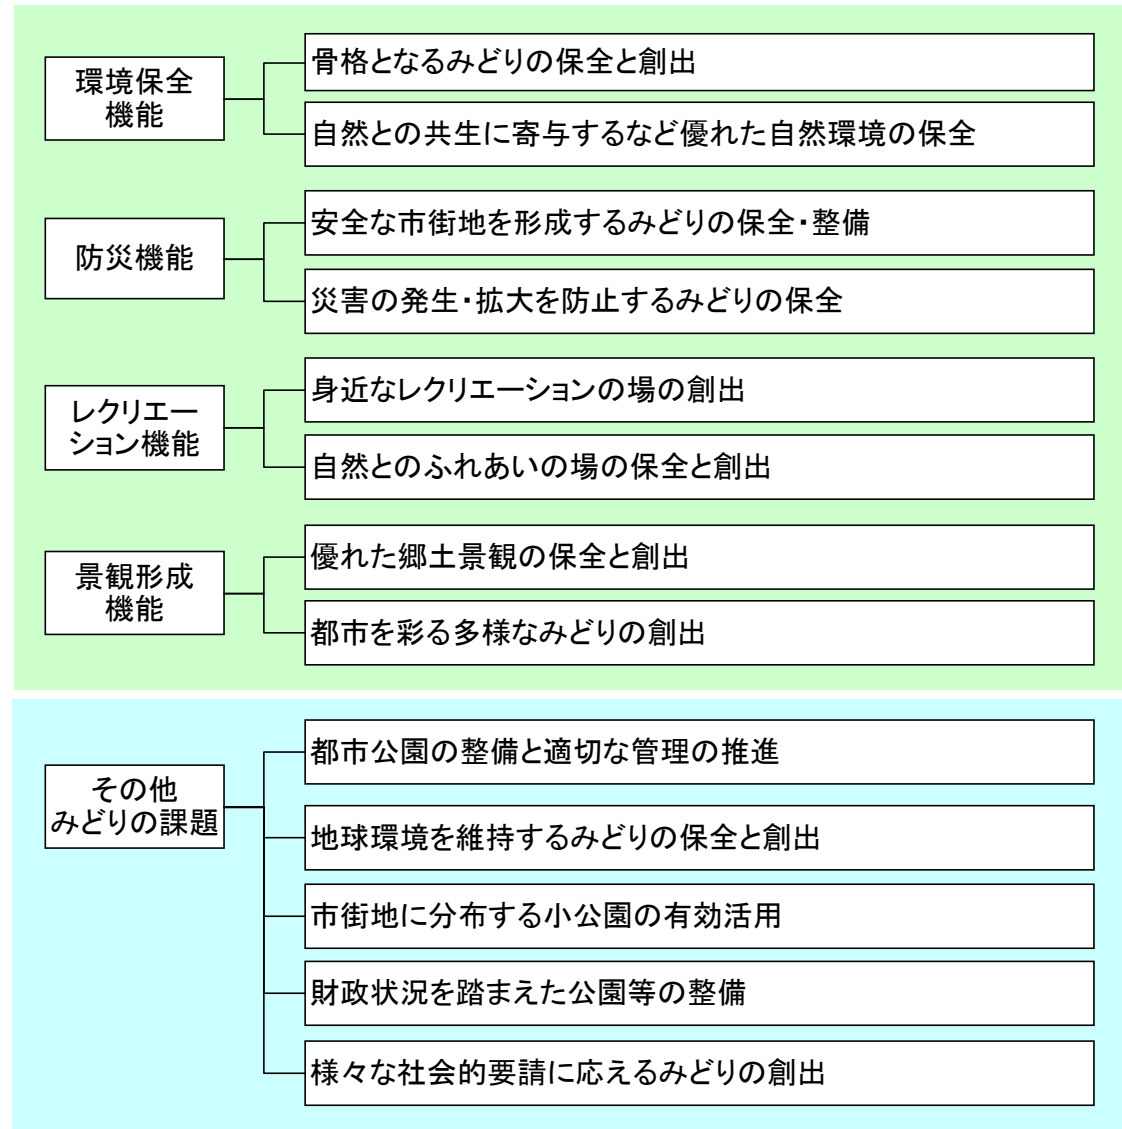 環境保全
機能
骨格となるみどりの保全と創出
自然との共生に寄与するなど優れた自然環境の保全
防災機能
安全な市街地を形成するみどりの保全・整備
災害の発生・拡大を防止するみどりの保全
レクリエー
ション機能
身近なレクリエーションの場の創出
自然とのふれあいの場の保全と創出
景観形成
機能
優れた郷土景観の保全と創出
都市を彩る多様なみどりの創出
その他
みどりの課題
都市公園の整備と適切な管理の推進
地球環境を維持するみどりの保全と創出
市街地に分布する小公園の有効活用
財政状況を踏まえた公園等の整備
様々な社会的要請に応えるみどりの創出